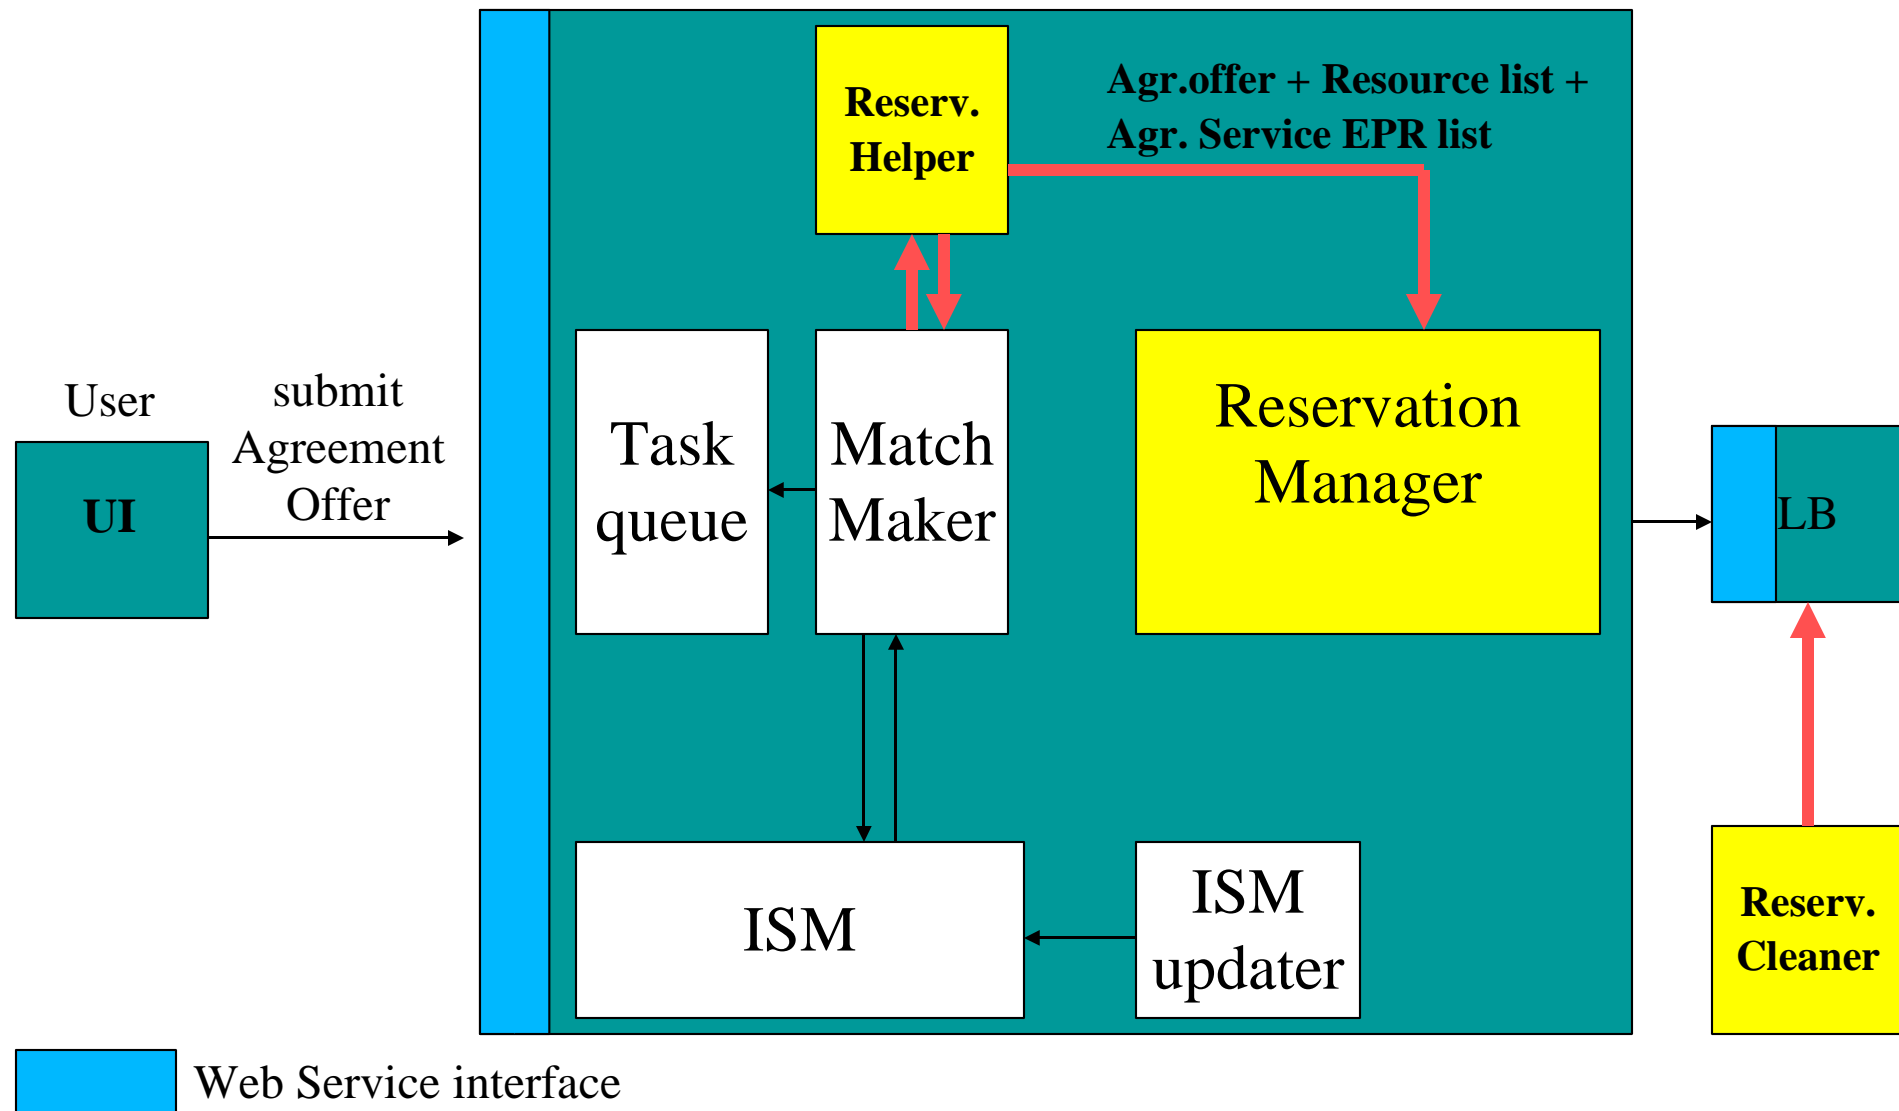 Reserv.
Helper
Agr.offer + Resource list +
Agr. Service EPR list
User
UI
submit
Agreement
Offer
Task
queue
Match
Maker
Reservation
Manager
LB
ISM
ISM
updater
Reserv.
Cleaner
Web Service interface